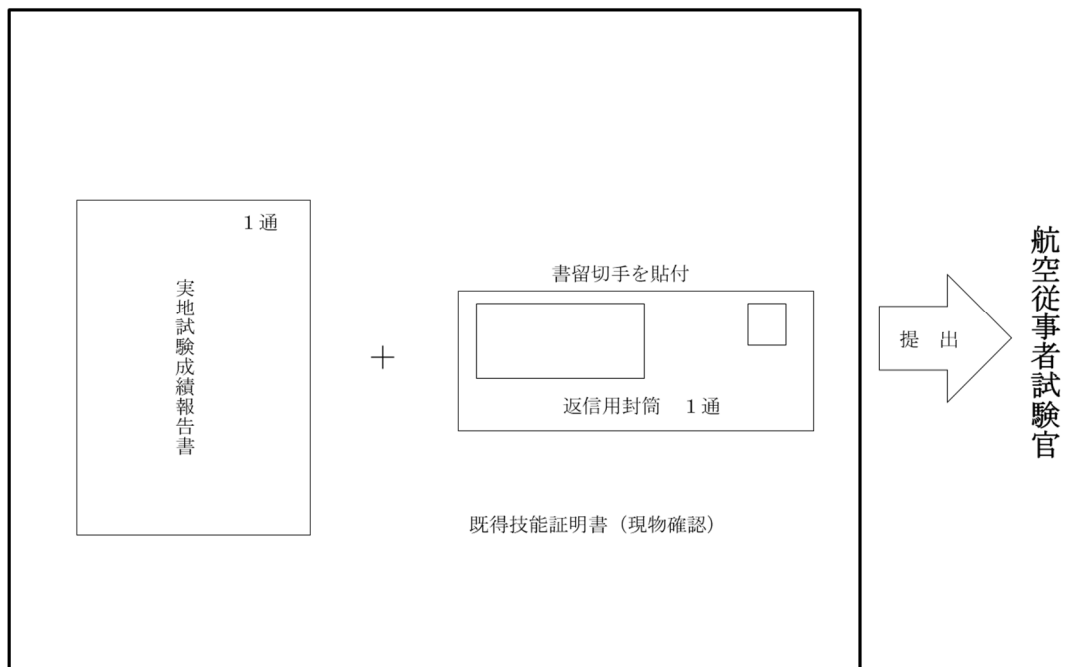 １通
実地試験成績報告書
＋
書留切手を貼付
返信用封筒　１通
既得技能証明書（現物確認）
提　出
航空従事者試験官